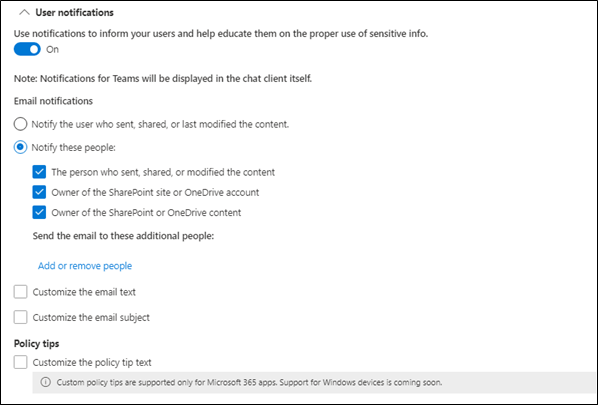 User notifications
Use notifications to inform your users and help educate them on the proper use of sensitive info.
On
Note: Notifications for Teams will be displayed in the chat client itself.
Email notifications
Notify the user who sent, shared, or last modified the content.
Notify these people:
The person who sent, shared, or modified the content
Owner of the SharePoint site or OneDrive account
Owner of the SharePoint or OneDrive content
Send the email to these additional people:
Add or remove people
Customize the email text
Customize the email subject
Policy tips
Customize the policy tip text
Custom policy tips are supported only for Microsoft 365 apps. Support for Windows devices is coming soon.